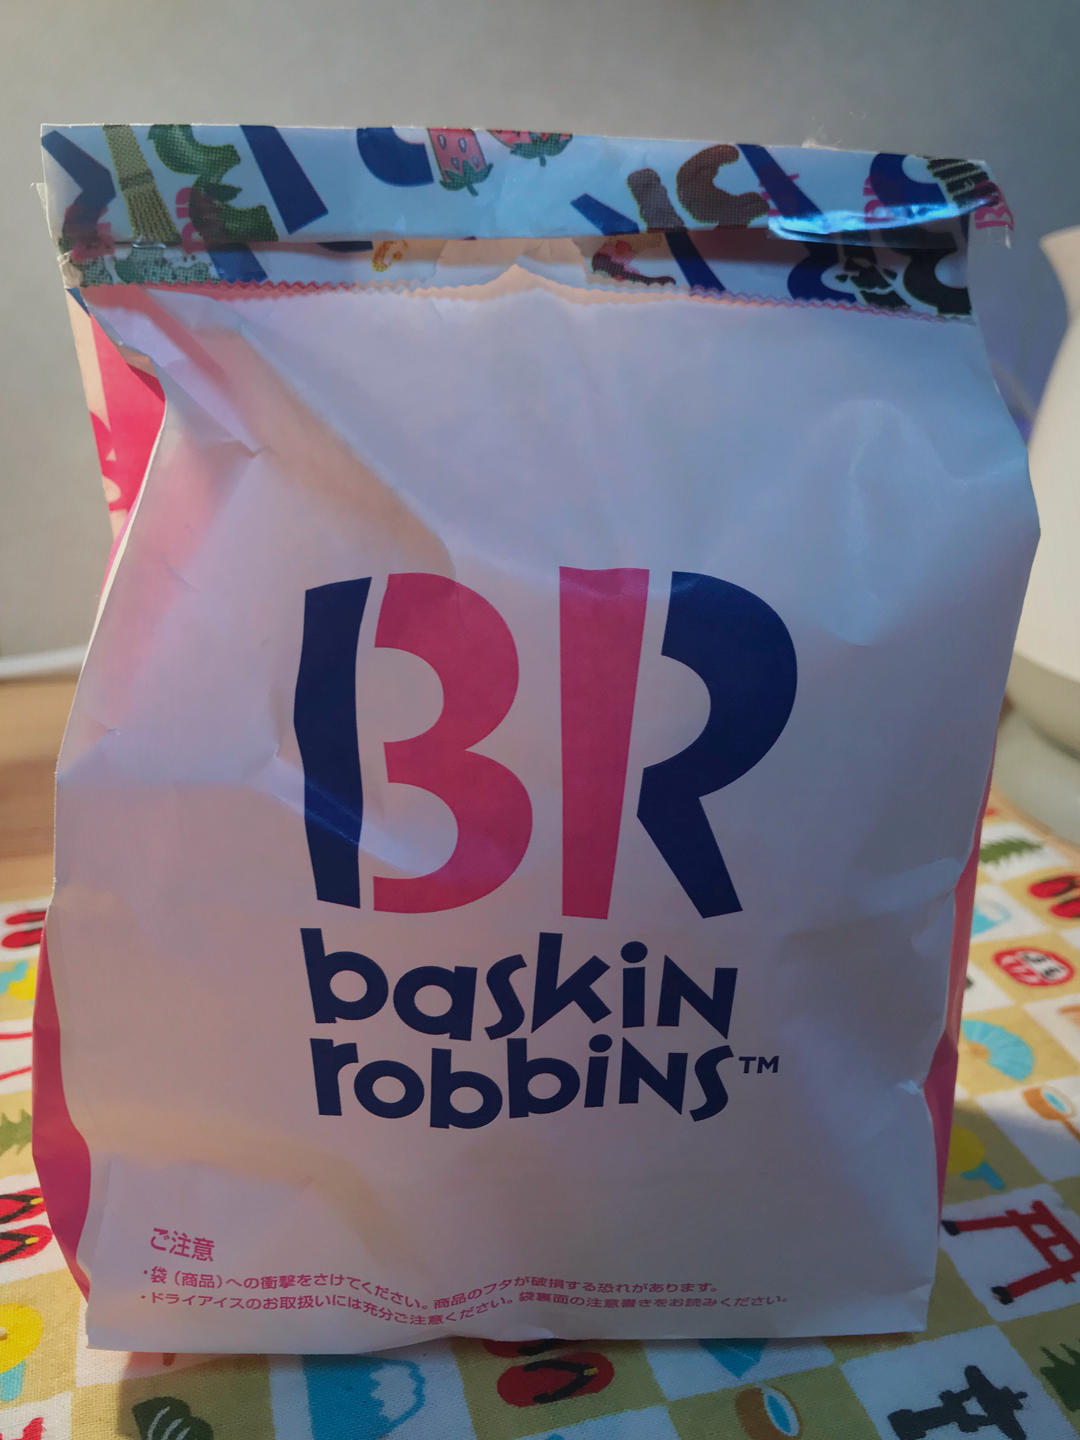 BR
baskin
robbins™
ご注意
・袋（商品）への衝撃をさけてください。商品のフタが破損する恐れがあります。
・ドライアイスのお取扱いには充分ご注意ください。袋裏面の注意書きをお読みください。